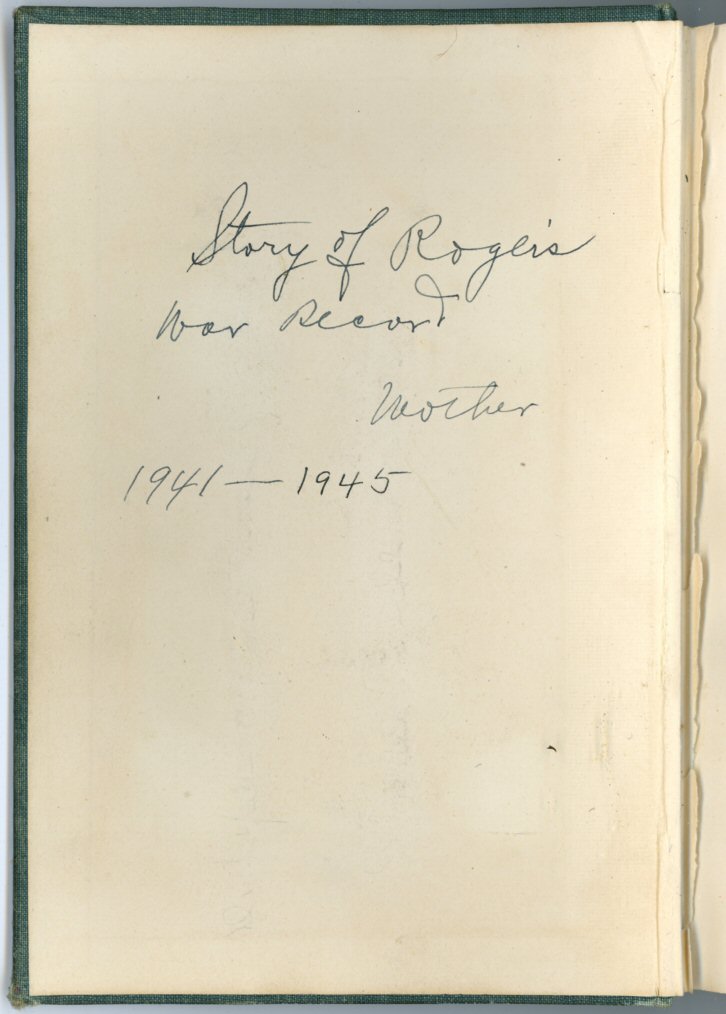 Story of Roger's
War Record
Mother
1941 — 1945